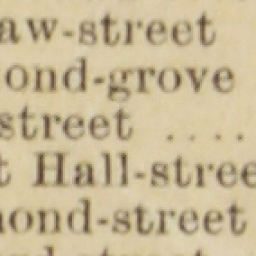 aw-street
ond-grove
street ....
t Hall-stree
ond-street